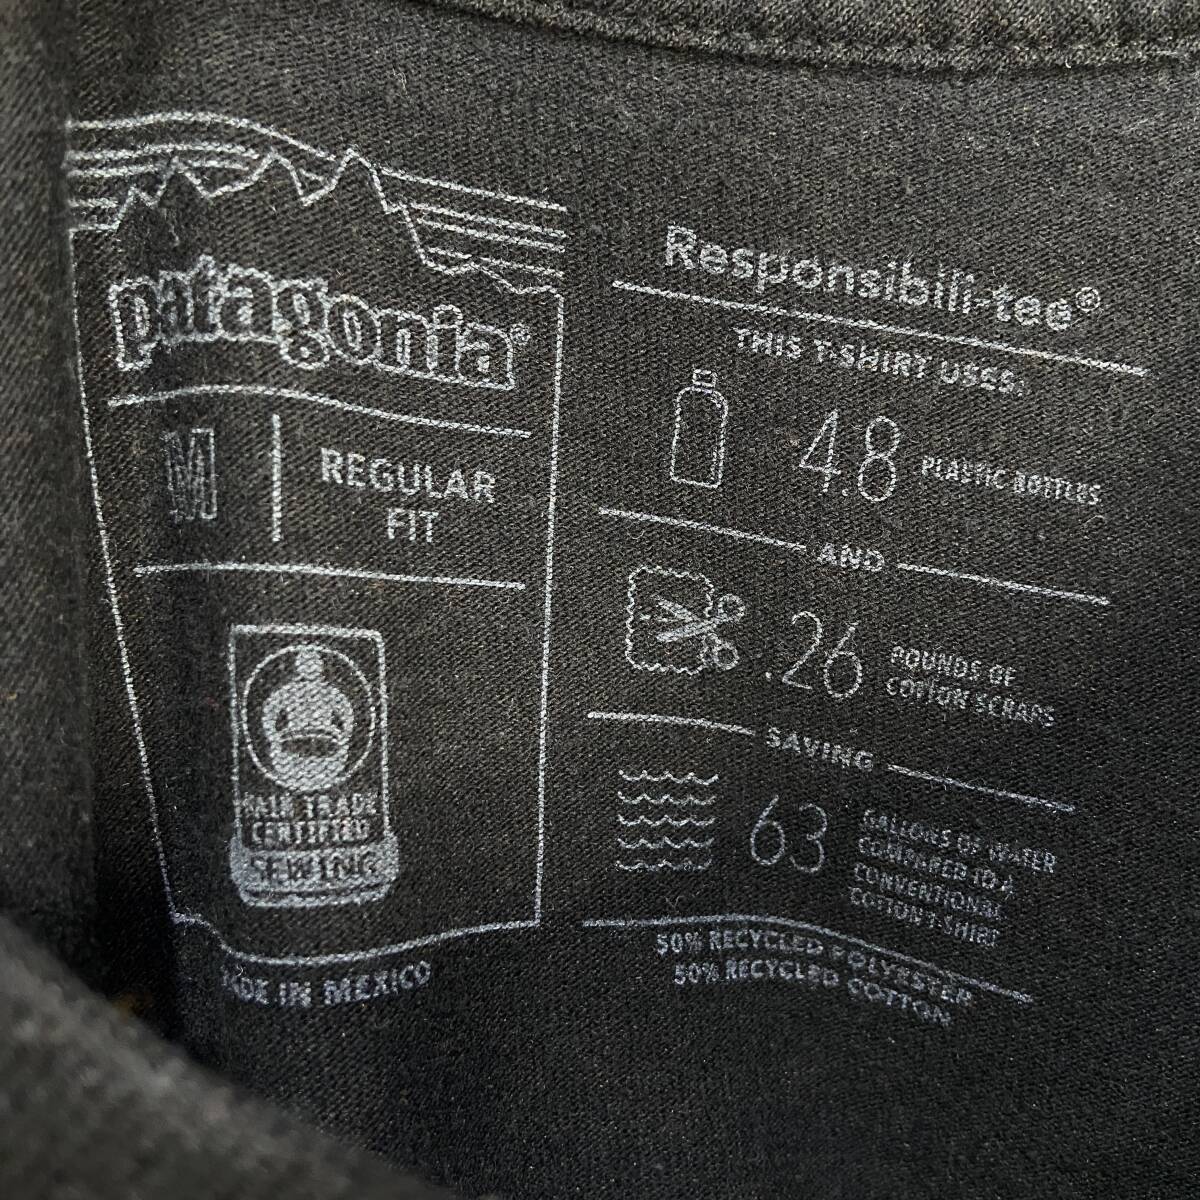 patagonia®
M
REGULAR
FIT
FAIR TRADE
CERTIFIED
SEWING
MADE IN MEXICO
Responsibili-tee®
THIS T-SHIRT USES:
4.8
PLASTIC BOTTLES
AND
.26
POUNDS OF
COTTON SCRAPS
SAVING
63
GALLONS OF WATER
COMPARED TO A
CONVENTIONAL
COTTON T-SHIRT
50% RECYCLED POLYESTER
50% RECYCLED COTTON